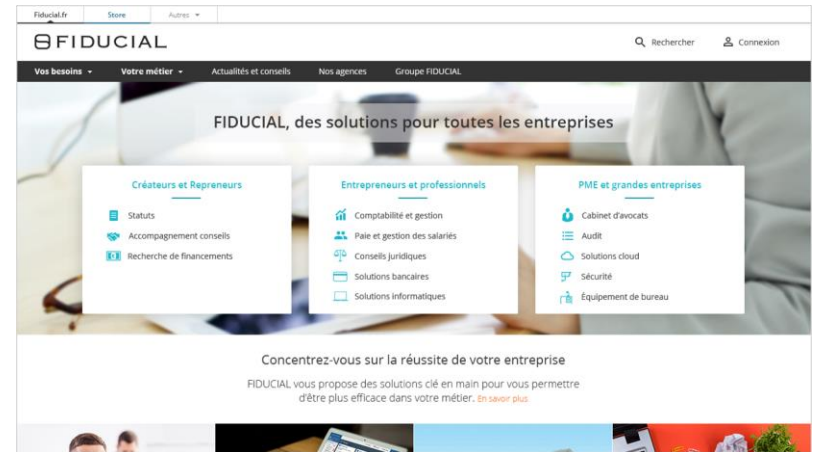 Fiducial.fr
Store
Autres
FIDUCIAL
Rechercher
Connexion
Vos besoins
Votre métier
Actualités et conseils
Nos agences
Groupe FIDUCIAL
FIDUCIAL, des solutions pour toutes les entreprises
Créateurs et Repreneurs
Statuts
Accompagnement conseils
Recherche de financements
Entrepreneurs et professionnels
Comptabilité et gestion
Paie et gestion des salariés
Conseils juridiques
Solutions bancaires
Solutions informatiques
PME et grandes entreprises
Cabinet d'avocats
Audit
Solutions cloud
Sécurité
Équipement de bureau
Concentrez-vous sur la réussite de votre entreprise
FIDUCIAL vous propose des solutions clé en main pour vous permettre
d'être plus efficace dans votre métier. En savoir plus